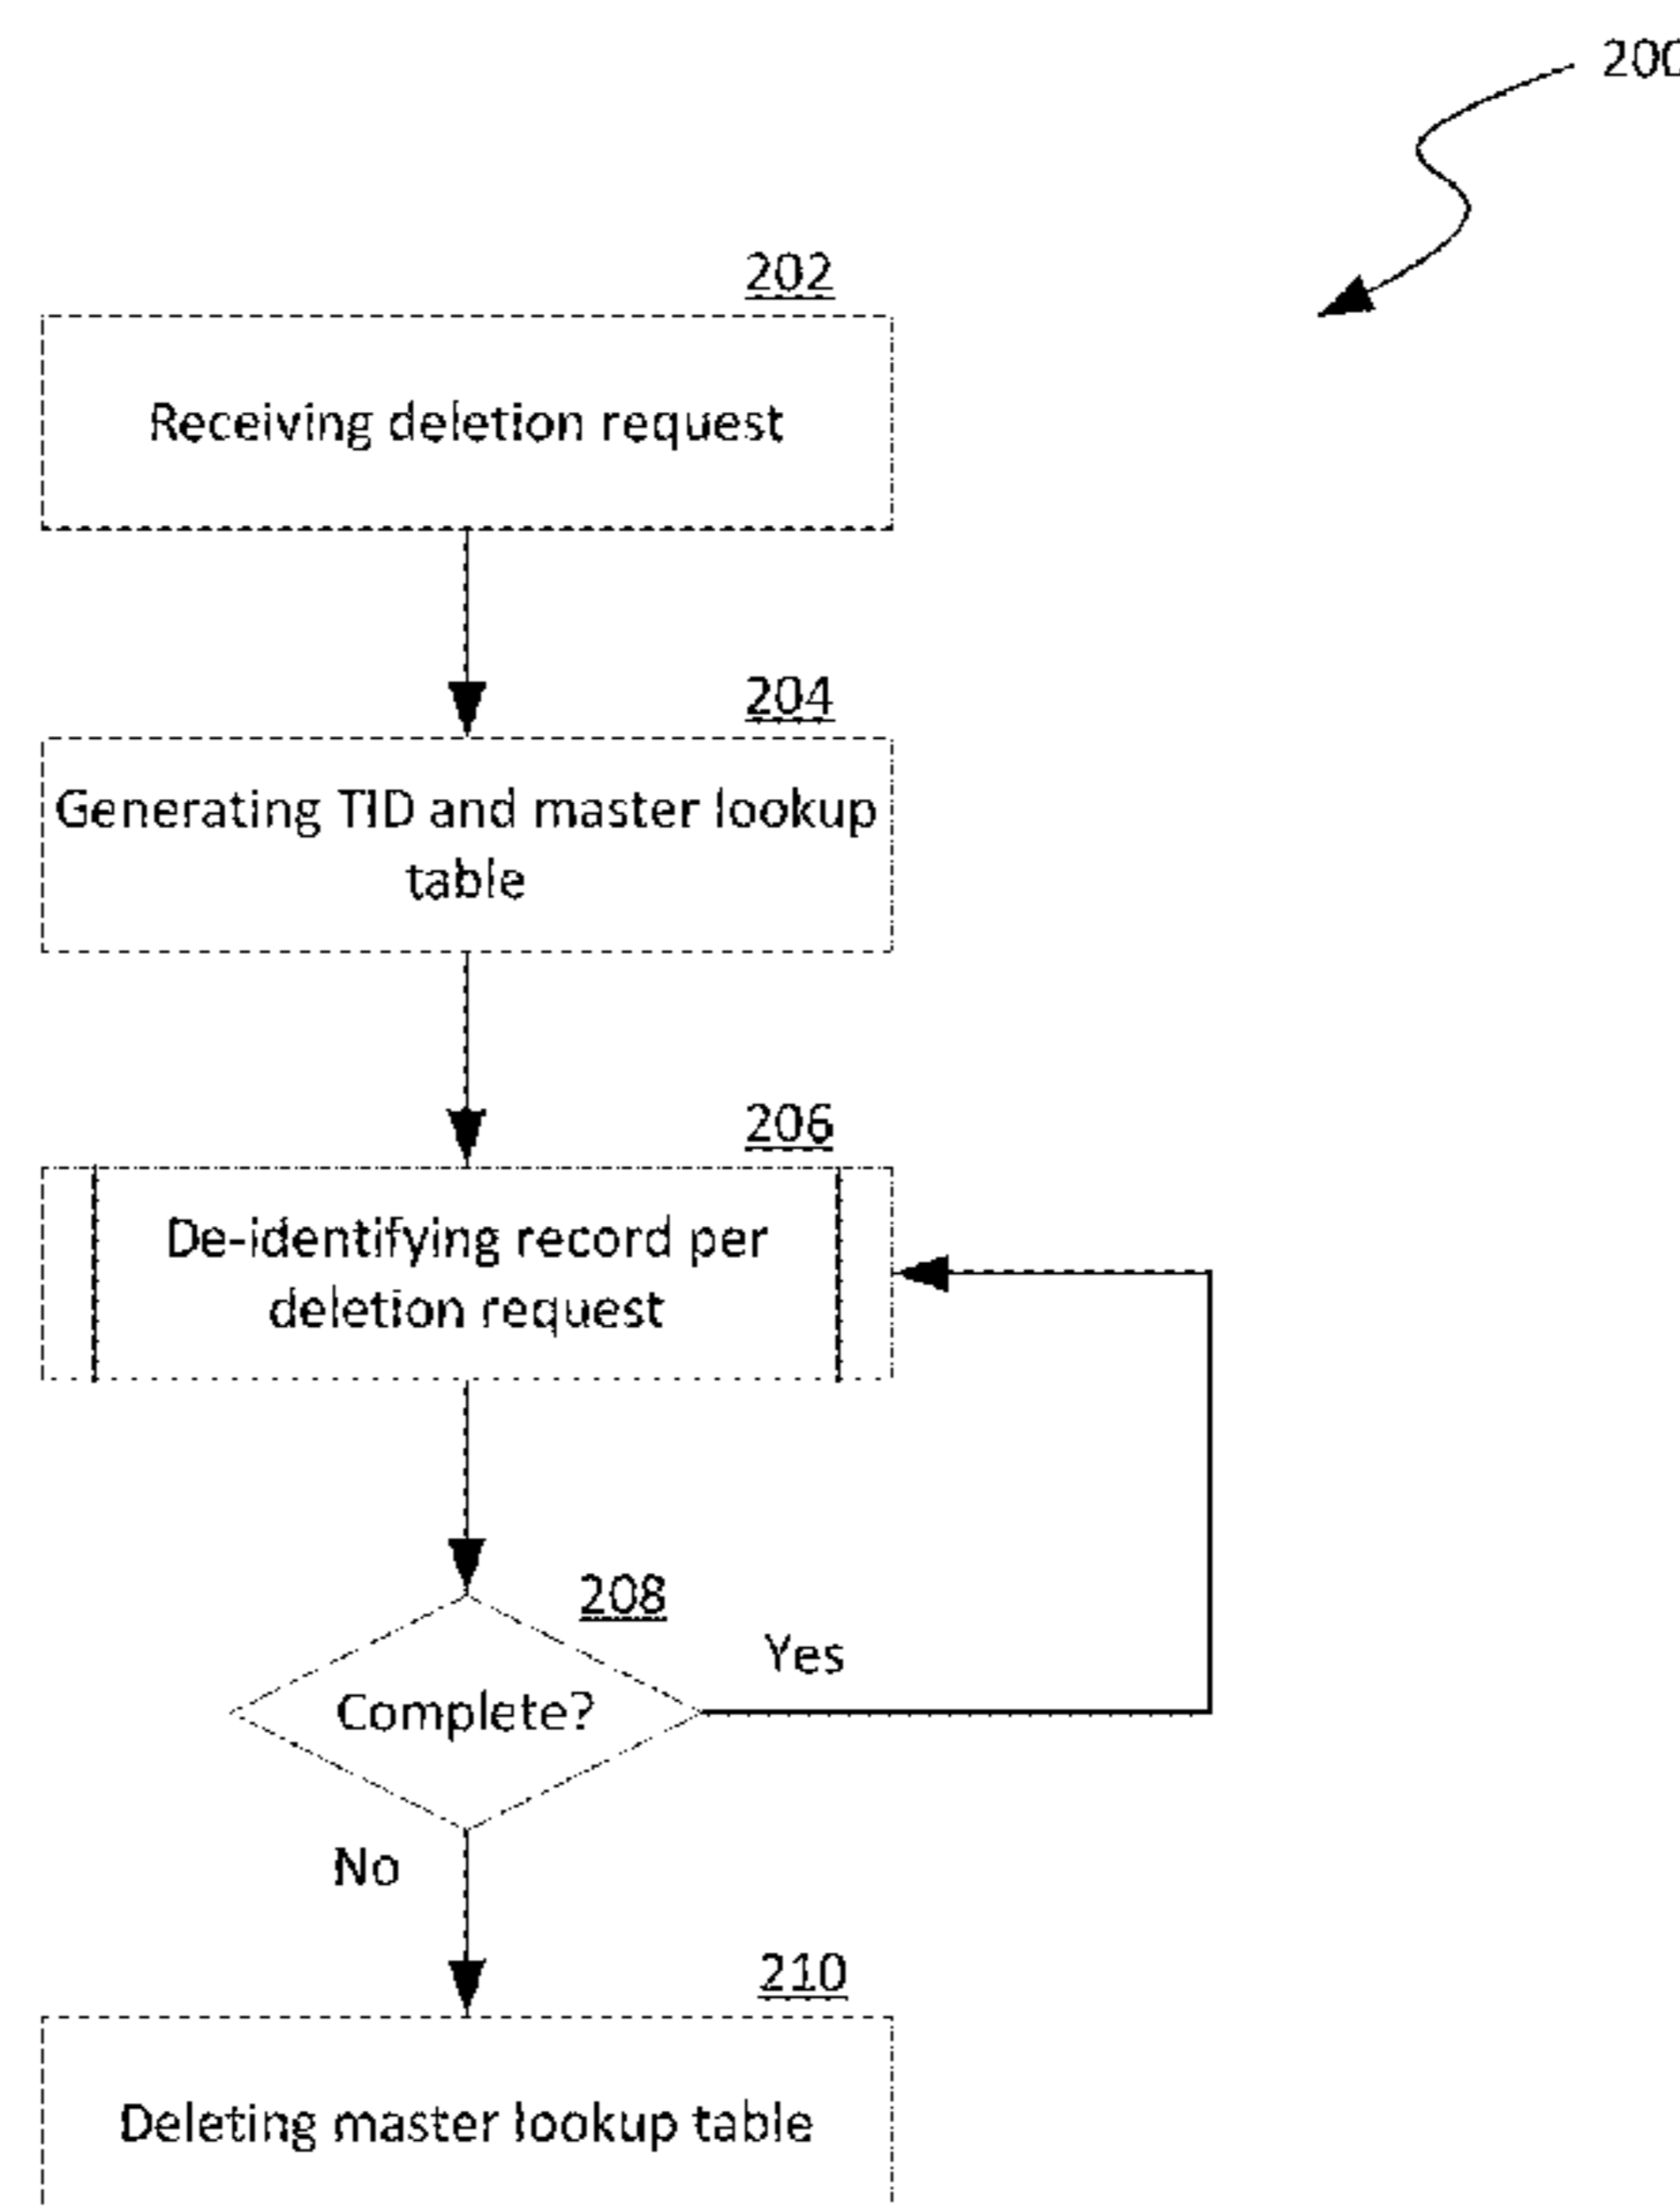 200
202
Receiving deletion request
204
Generating TID and master lookup
table
206
De-identifying record per
deletion request
208
Complete?
Yes
No
210
Deleting master lookup table